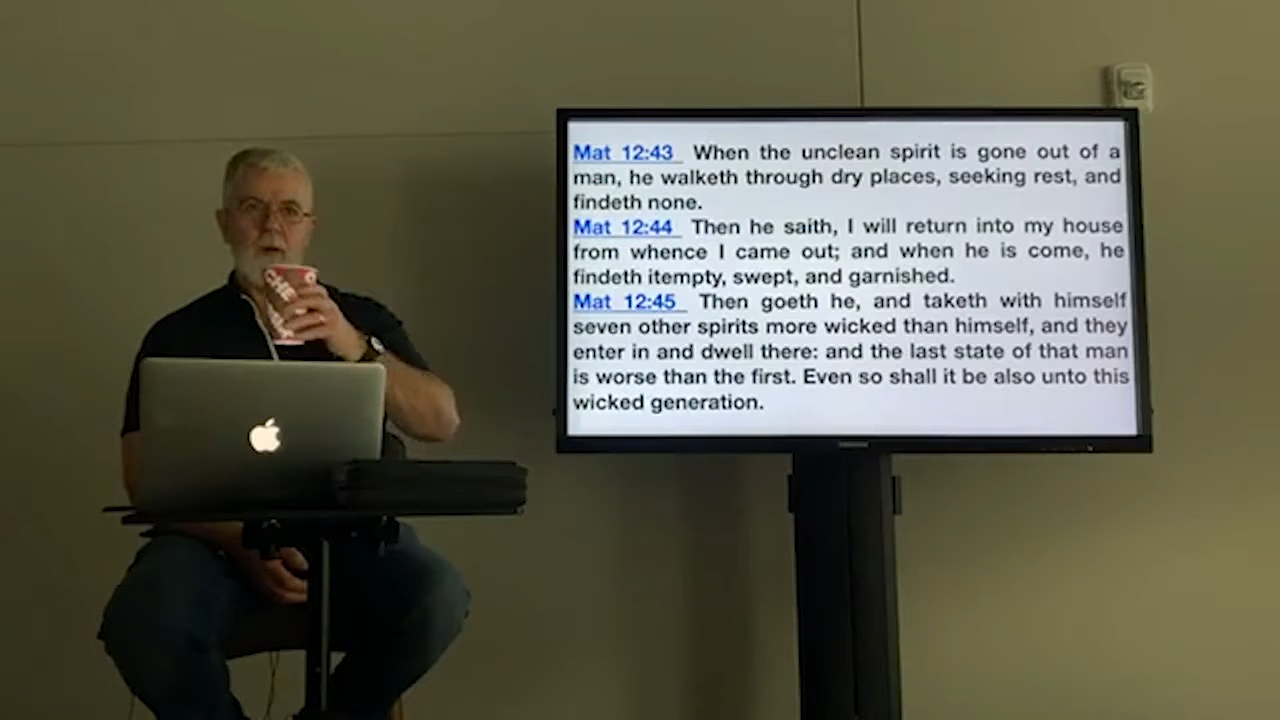 Mat 12:43 When the unclean spirit is gone out of a
man, he walketh through dry places, seeking rest, and
findeth none.
Mat 12:44 Then he saith, I will return into my house
from whence I came out; and when he is come, he
findeth itempty, swept, and garnished.
Mat 12:45 Then goeth he, and taketh with himself
seven other spirits more wicked than himself, and they
enter in and dwell there: and the last state of that man
is worse than the first. Even so shall it be also unto this
wicked generation.